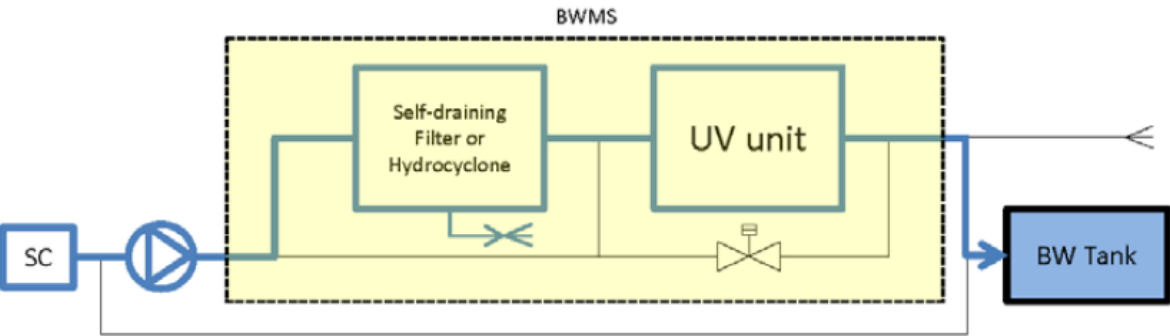 BWMS
Self-draining
Filter or
Hydrocyclone
UV unit
SC
BW Tank